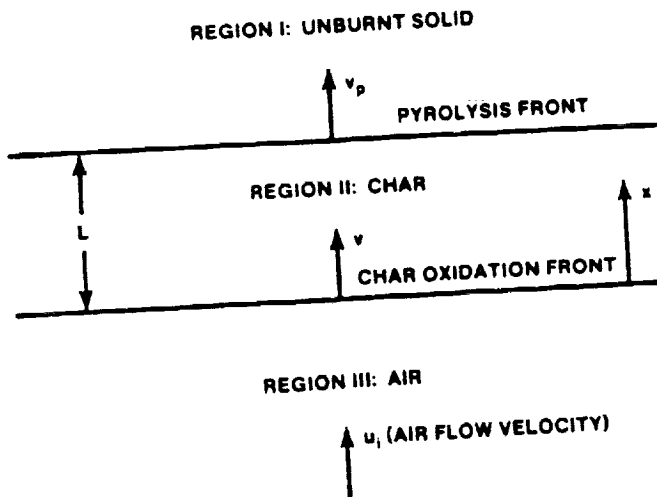 REGION I: UNBURNT SOLID
v_p
PYROLYSIS FRONT
REGION II: CHAR
x
L
v
CHAR OXIDATION FRONT
REGION III: AIR
u_i (AIR FLOW VELOCITY)